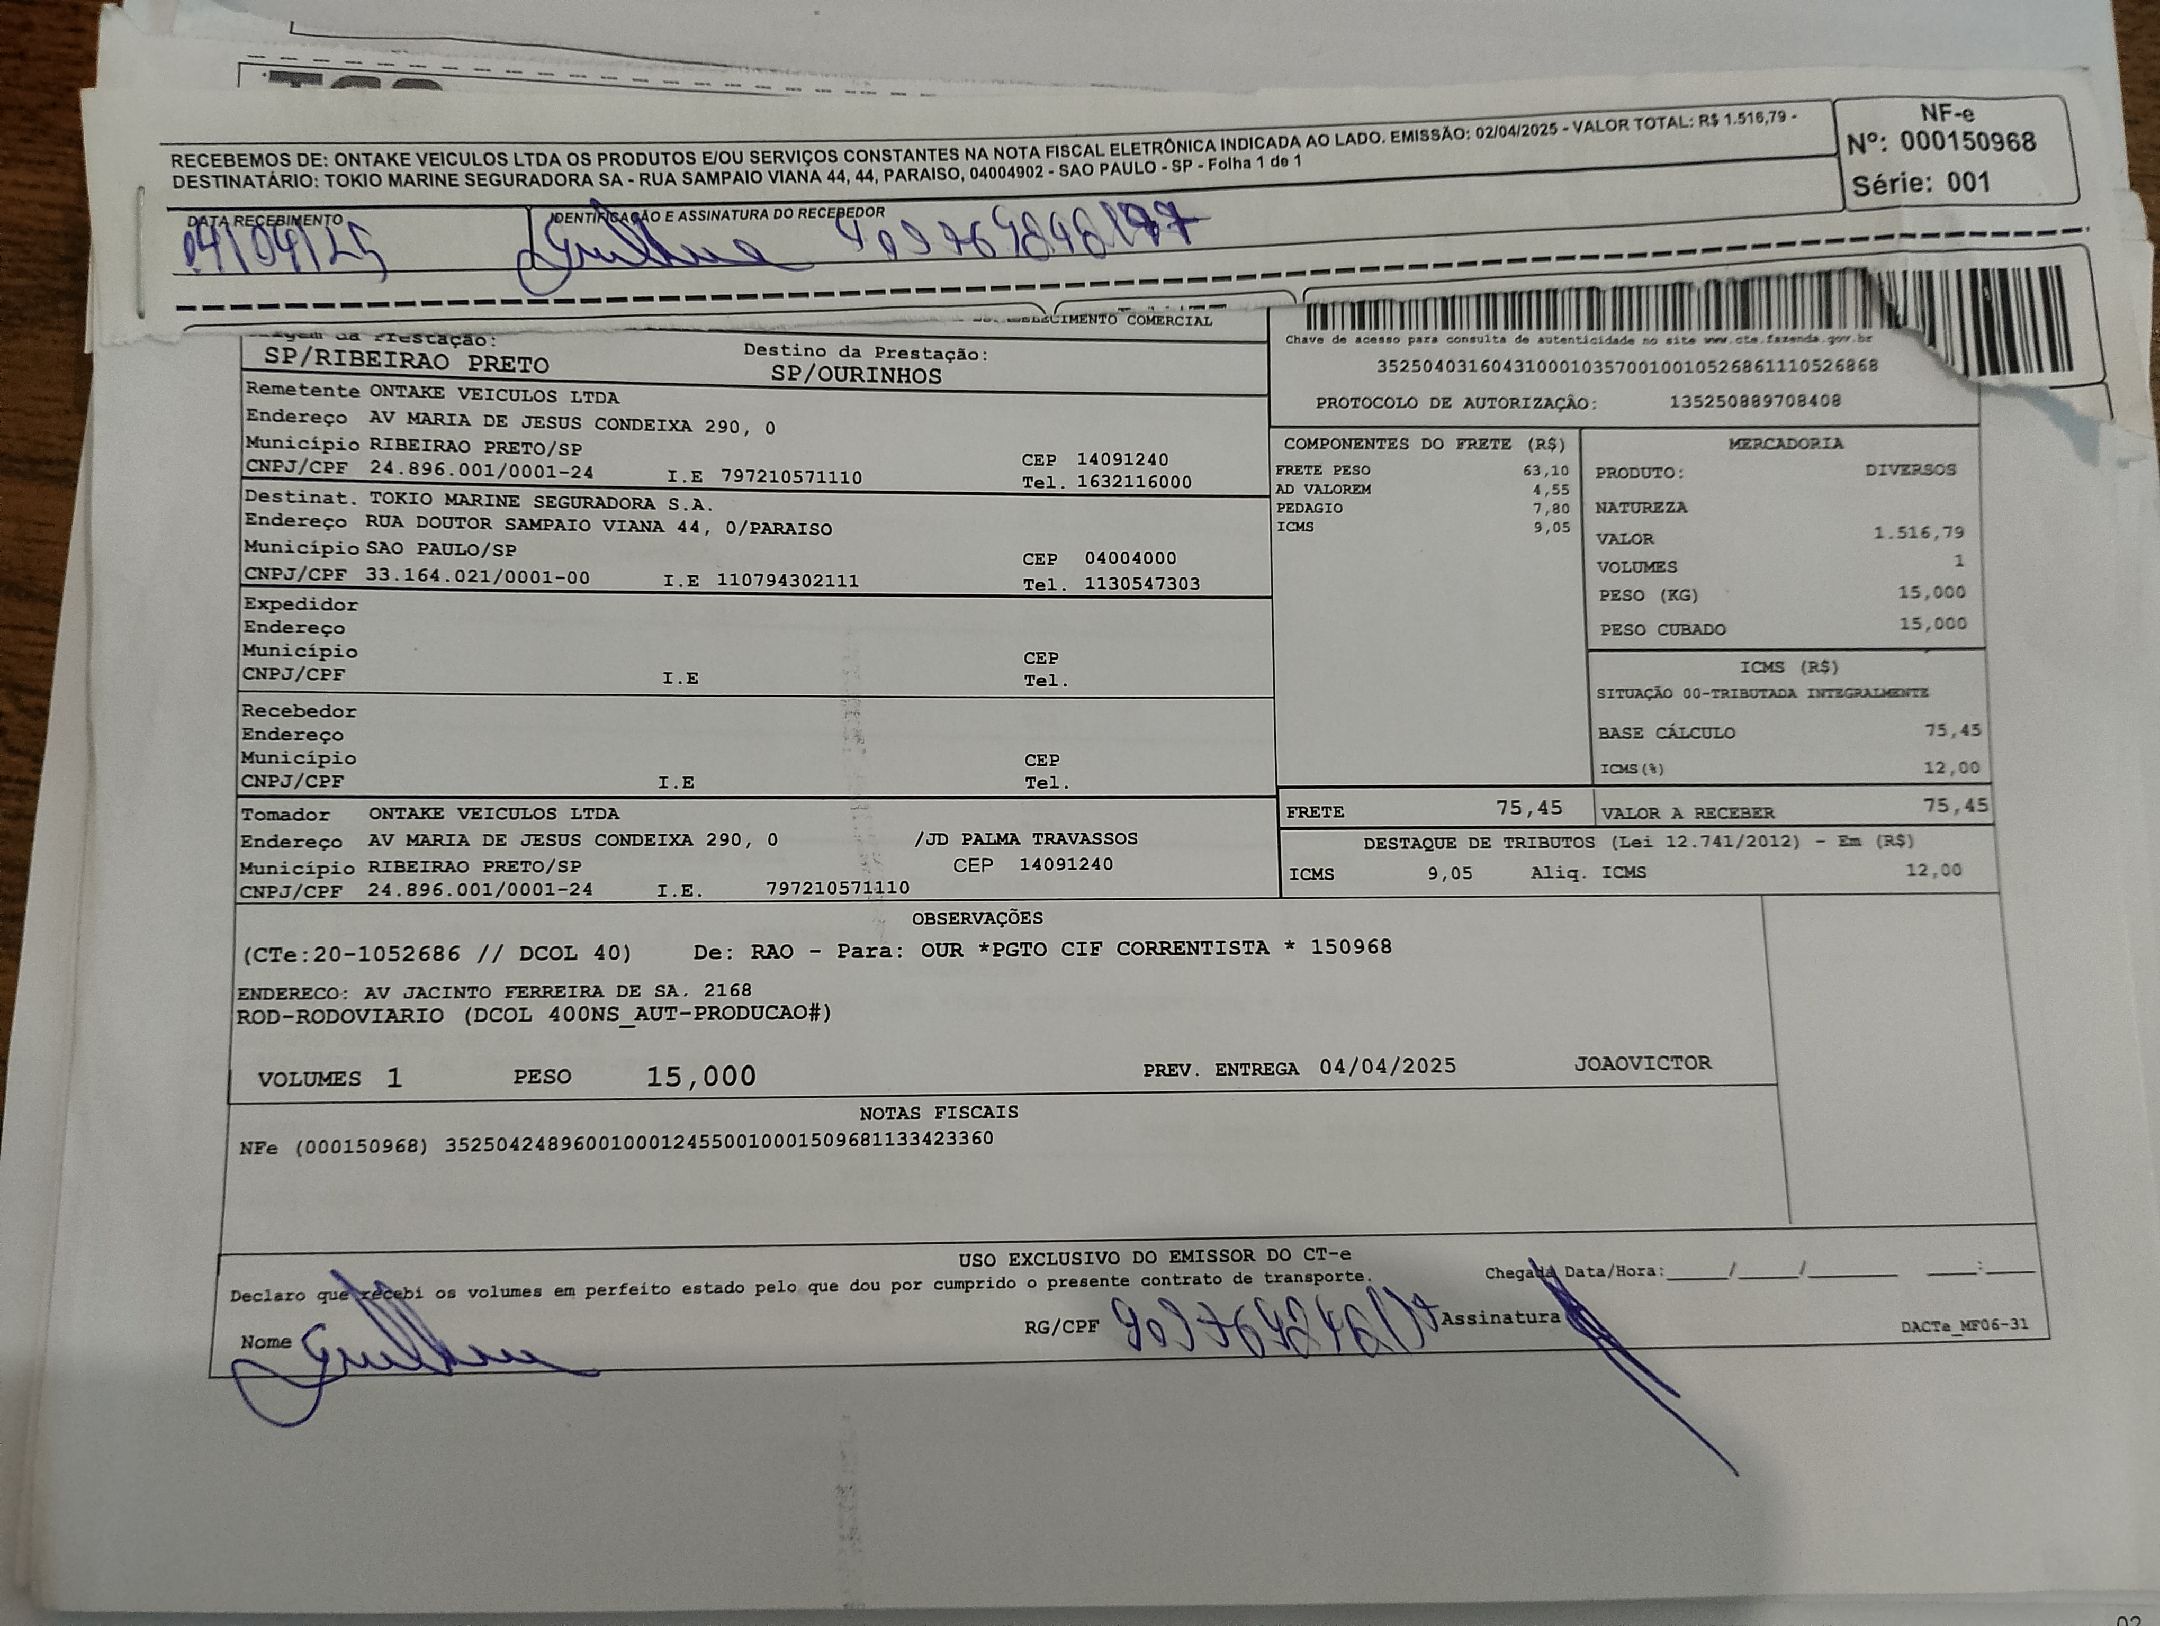 RECEBEMOS DE: ONTAKE VEICULOS LTDA OS PRODUTOS E/OU SERVIÇOS CONSTANTES NA NOTA FISCAL ELETRÔNICA INDICADA AO LADO. EMISSÃO: 02/04/2025 - VALOR TOTAL: R$ 1.516,79 -
DESTINATÁRIO: TOKIO MARINE SEGURADORA SA - RUA SAMPAIO VIANA 44, 44, PARAISO, 04004902 - SAO PAULO - SP - Folha 1 de 1
NF-e
Nº: 000150968
Série: 001
DATA RECEBIMENTO
IDENTIFICAÇÃO E ASSINATURA DO RECEBEDOR
04/04/25
COMERCIAL
da Prestação:
SP/RIBEIRAO PRETO
Destino da Prestação:
SP/OURINHOS
Chave de acesso para consulta de autenticidade no site www.cte.fazenda.gov.br
35250403160431000103570010010526861110526868
PROTOCOLO DE AUTORIZAÇÃO: 135250889708408
Remetente ONTAKE VEICULOS LTDA
Endereço AV MARIA DE JESUS CONDEIXA 290, 0
Município RIBEIRAO PRETO/SP CEP 14091240
CNPJ/CPF 24.896.001/0001-24 I.E 797210571110 Tel. 1632116000
Destinat. TOKIO MARINE SEGURADORA S.A.
Endereço RUA DOUTOR SAMPAIO VIANA 44, 0/PARAISO
Município SAO PAULO/SP CEP 04004000
CNPJ/CPF 33.164.021/0001-00 I.E 110794302111 Tel. 1130547303
Expedidor
Endereço
Município CEP
CNPJ/CPF I.E Tel.
Recebedor
Endereço
Município CEP
CNPJ/CPF I.E Tel.
Tomador ONTAKE VEICULOS LTDA
Endereço AV MARIA DE JESUS CONDEIXA 290, 0 /JD PALMA TRAVASSOS
Município RIBEIRAO PRETO/SP CEP 14091240
CNPJ/CPF 24.896.001/0001-24 I.E. 797210571110
COMPONENTES DO FRETE (R$)
FRETE PESO 63,10
AD VALOREM 4,55
PEDAGIO 7,80
ICMS 9,05
MERCADORIA
PRODUTO: DIVERSOS
NATUREZA
VALOR 1.516,79
VOLUMES 1
PESO (KG) 15,000
PESO CUBADO 15,000
ICMS (R$)
SITUAÇÃO 00-TRIBUTADA INTEGRALMENTE
BASE CÁLCULO 75,45
ICMS(%) 12,00
FRETE 75,45 VALOR A RECEBER 75,45
DESTAQUE DE TRIBUTOS (Lei 12.741/2012) - Em (R$)
ICMS 9,05 Aliq. ICMS 12,00
OBSERVAÇÕES
(CTe:20-1052686 // DCOL 40) De: RAO - Para: OUR *PGTO CIF CORRENTISTA * 150968
ENDERECO: AV JACINTO FERREIRA DE SA. 2168
ROD-RODOVIARIO (DCOL 400NS_AUT-PRODUCAO#)
VOLUMES 1 PESO 15,000 PREV. ENTREGA 04/04/2025 JOAOVICTOR
NOTAS FISCAIS
NFe (000150968) 35250424896001000124550010001509681133423360
USO EXCLUSIVO DO EMISSOR DO CT-e
Declaro que recebi os volumes em perfeito estado pelo que dou por cumprido o presente contrato de transporte.
Chegada Data/Hora:____/____/______ ____:____
Nome
RG/CPF
Assinatura
DACTe_MF06-31